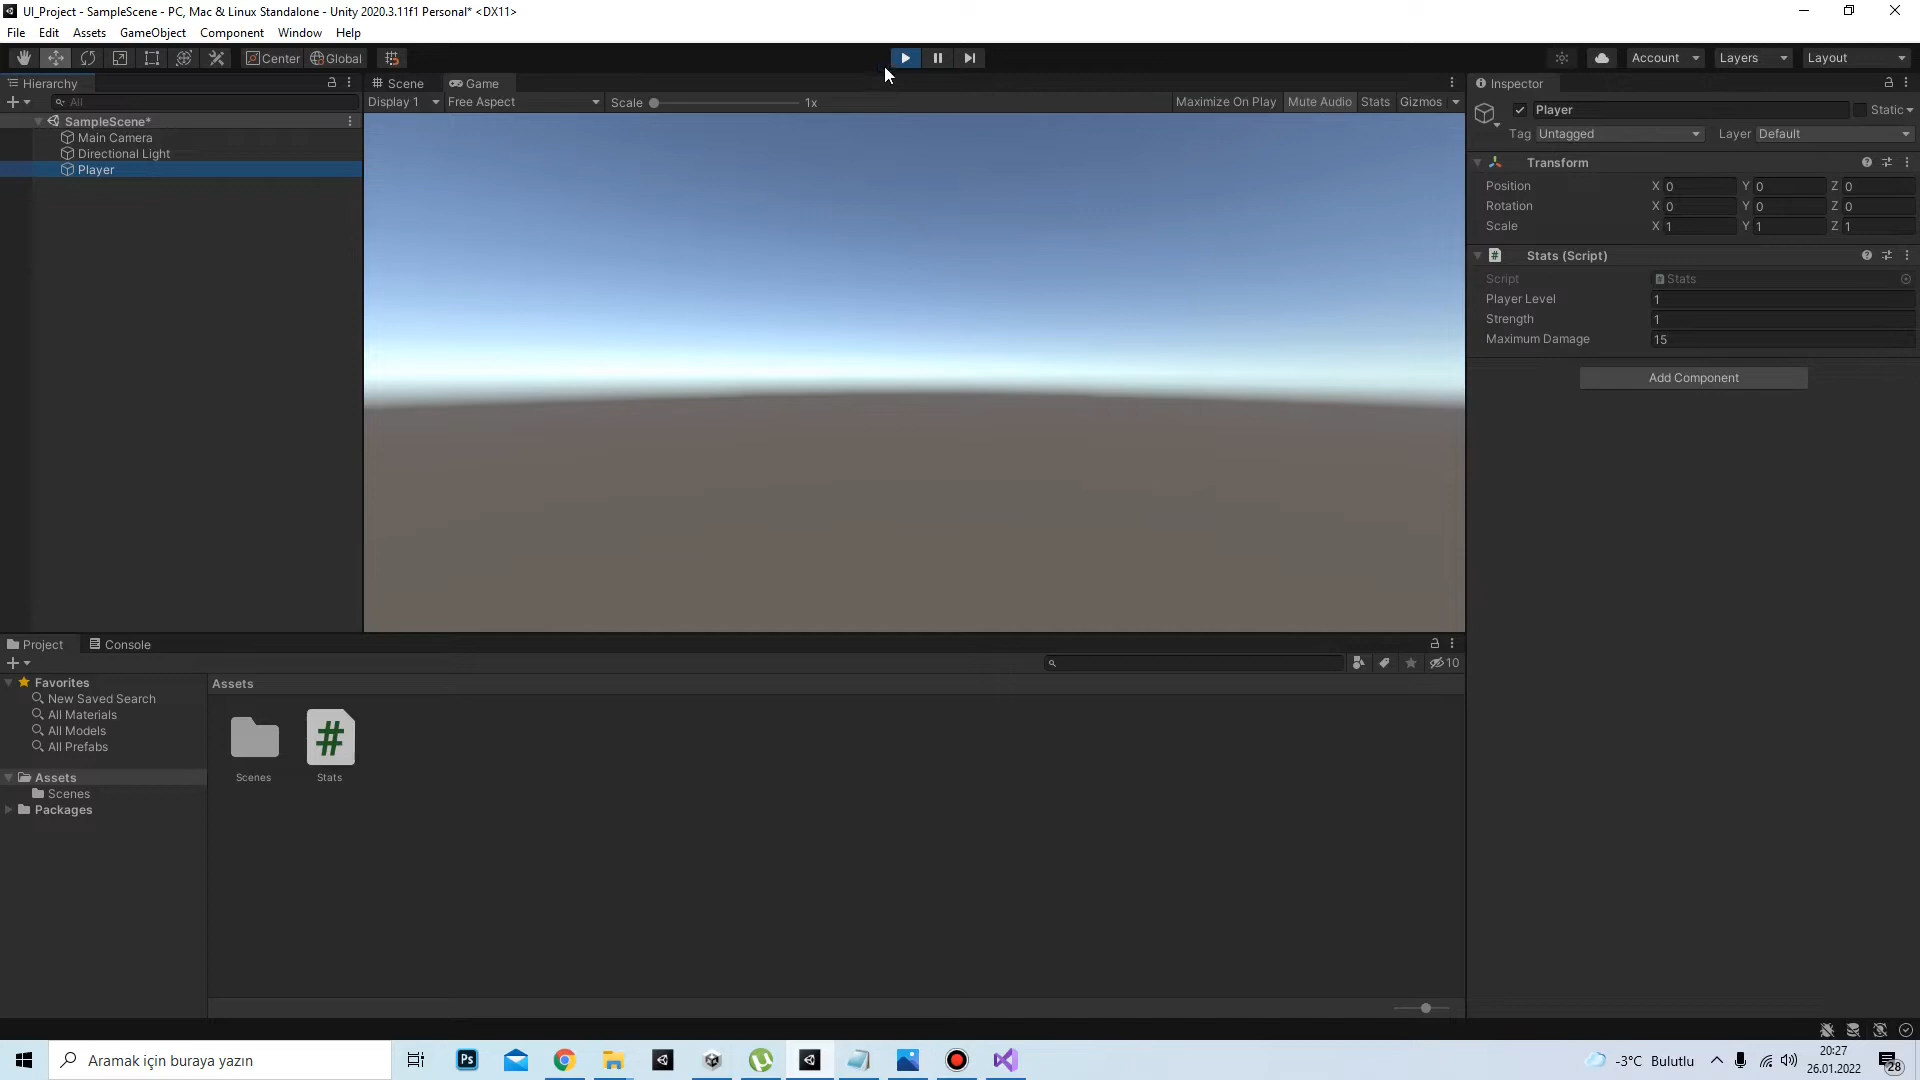 UI_Project - SampleScene - PC, Mac & Linux Standalone - Unity 2020.3.11f1 Personal* <DX11>
File Edit Assets GameObject Component Window Help
Center Global Account Layers Layout
Hierarchy
All
SampleScene*
Main Camera
Directional Light
Player
Scene Game
Display 1 Free Aspect Scale 1x Maximize On Play Mute Audio Stats Gizmos
Inspector
Player Static
Tag Untagged Layer Default
Transform
Position X 0 Y 0 Z 0
Rotation X 0 Y 0 Z 0
Scale X 1 Y 1 Z 1
# Stats (Script)
Script Stats
Player Level 1
Strength 1
Maximum Damage 15
Add Component
Project Console
10
Favorites
New Saved Search
All Materials
All Models
All Prefabs
Assets
Scenes
Packages
Assets
#
Scenes Stats
Aramak için buraya yazın
Ps
-3°C Bulutlu
20:27
26.01.2022
28